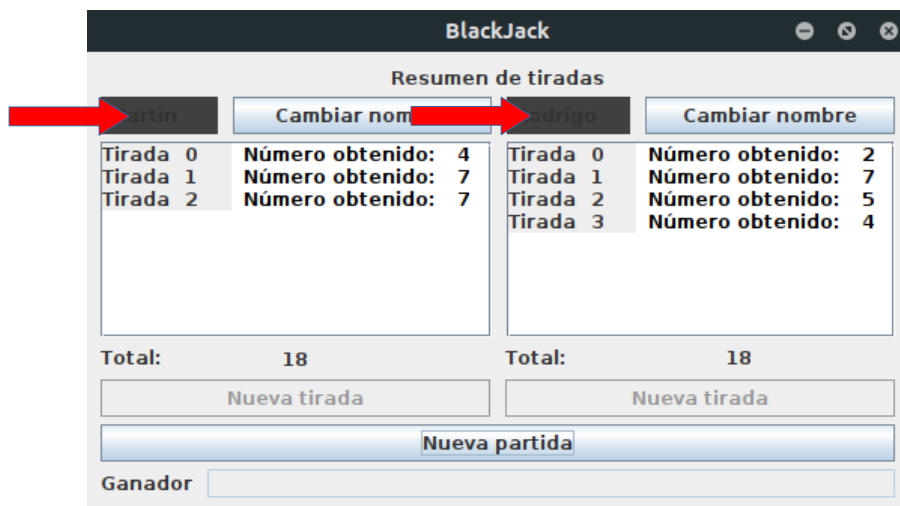 BlackJack
Resumen de tiradas
Cambiar nom odrigo Cambiar nombre
Tirada 0 Número obtenido: 4
Tirada 1 Número obtenido: 7
Tirada 2 Número obtenido: 7
Tirada 0 Número obtenido: 2
Tirada 1 Número obtenido: 7
Tirada 2 Número obtenido: 5
Tirada 3 Número obtenido: 4
Total: 18
Total: 18
Nueva tirada
Nueva tirada
Nueva partida
Ganador